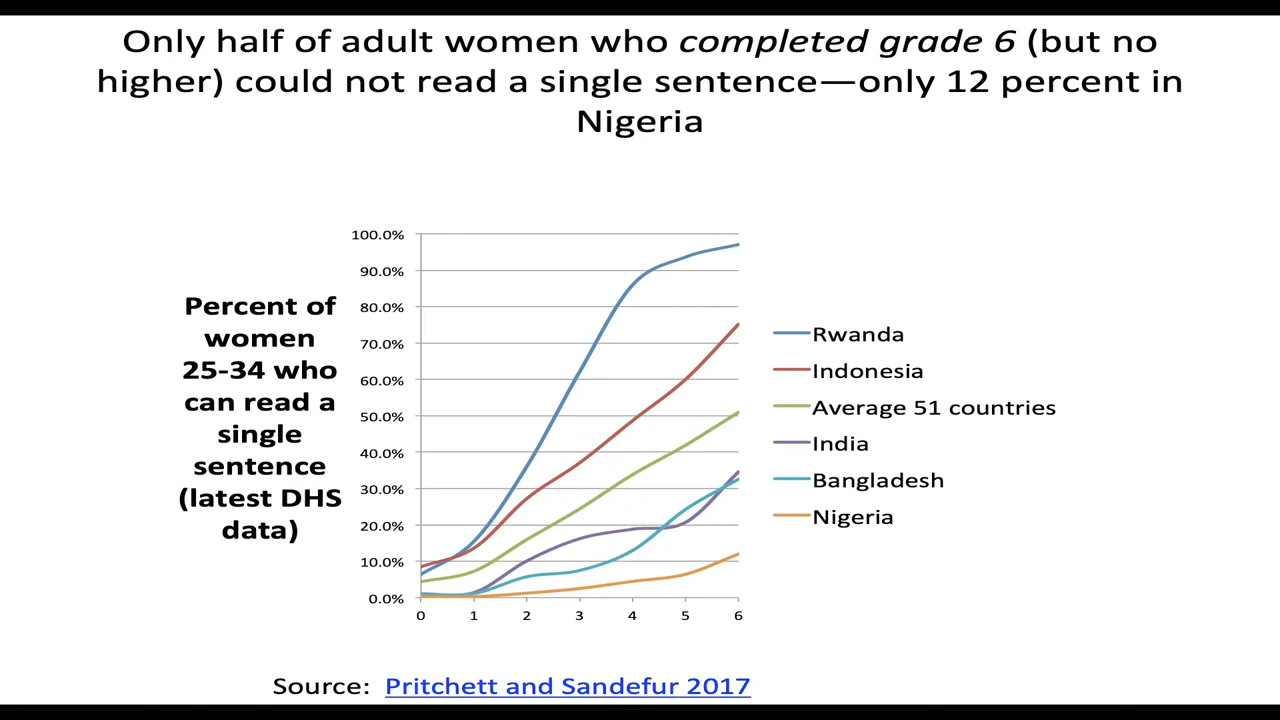 Only half of adult women who completed grade 6 (but no
higher) could not read a single sentence—only 12 percent in
Nigeria
Percent of
women
25-34 who
can read a
single
sentence
(latest DHS
data)
100.0%
90.0%
80.0%
70.0%
60.0%
50.0%
40.0%
30.0%
20.0%
10.0%
0.0%
0 1 2 3 4 5 6
Rwanda
Indonesia
Average 51 countries
India
Bangladesh
Nigeria
Source: Pritchett and Sandefur 2017